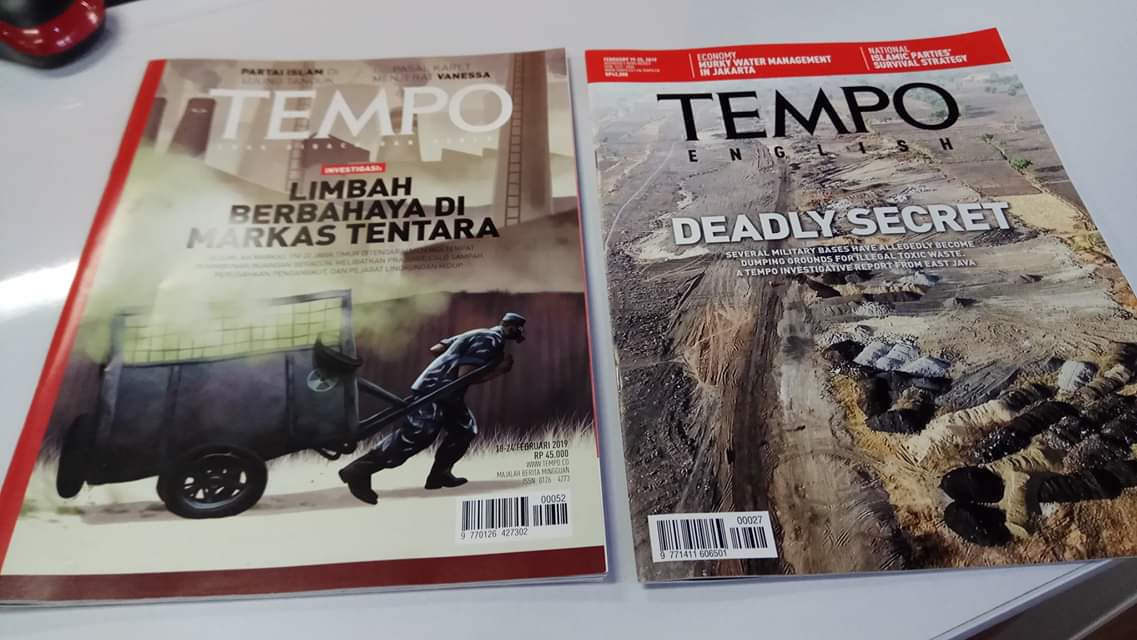 PARTAI ISLAM
PASAL KARET
MENJERAT VANESSA
TEMPO
INVESTIGASI
LIMBAH
BERBAHAYA DI
MARKAS TENTARA
18-24 FEBRUARI 2019
RP 45.000
WWW.TEMPO.CO
MAJALAH BERITA MINGGUAN
ISSN: 0126 - 4273
00052
9 770126 427302
ECONOMY
MURKY WATER MANAGEMENT
IN JAKARTA
NATIONAL
ISLAMIC PARTIES'
SURVIVAL STRATEGY
TEMPO
ENGLISH
DEADLY SECRET
SEVERAL MILITARY BASES HAVE ALLEGEDLY BECOME
DUMPING GROUNDS FOR ILLEGAL TOXIC WASTE.
A TEMPO INVESTIGATIVE REPORT FROM EAST JAVA
00027
9 771411 606501